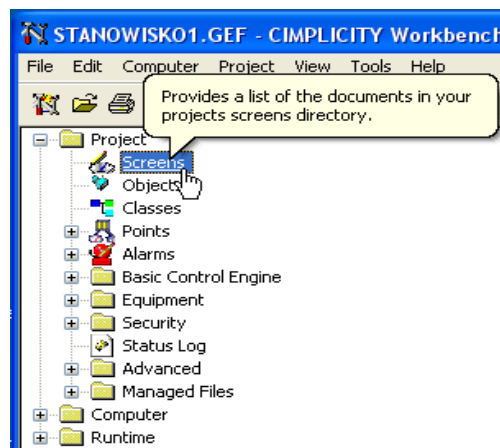 STANOWISKO1.GEF - CIMPLICITY Workbench
File Edit Computer Project View Tools Help
Provides a list of the documents in your
projects screens directory.
Project
Screens
Objects
Classes
Points
Alarms
Basic Control Engine
Equipment
Security
Status Log
Advanced
Managed Files
Computer
Runtime